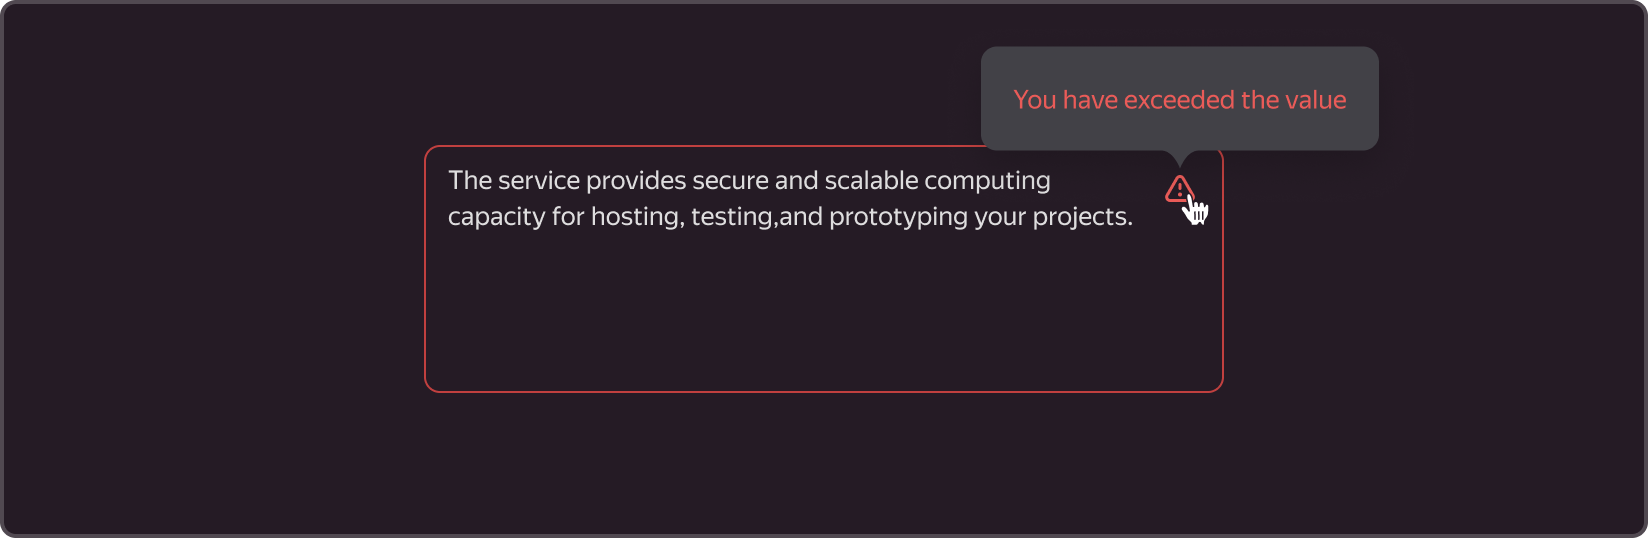 You have exceeded the value
The service provides secure and scalable computing
capacity for hosting, testing,and prototyping your projects.